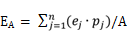 E_A = ∑_{j=1}^{n}(e_j · p_j)/A